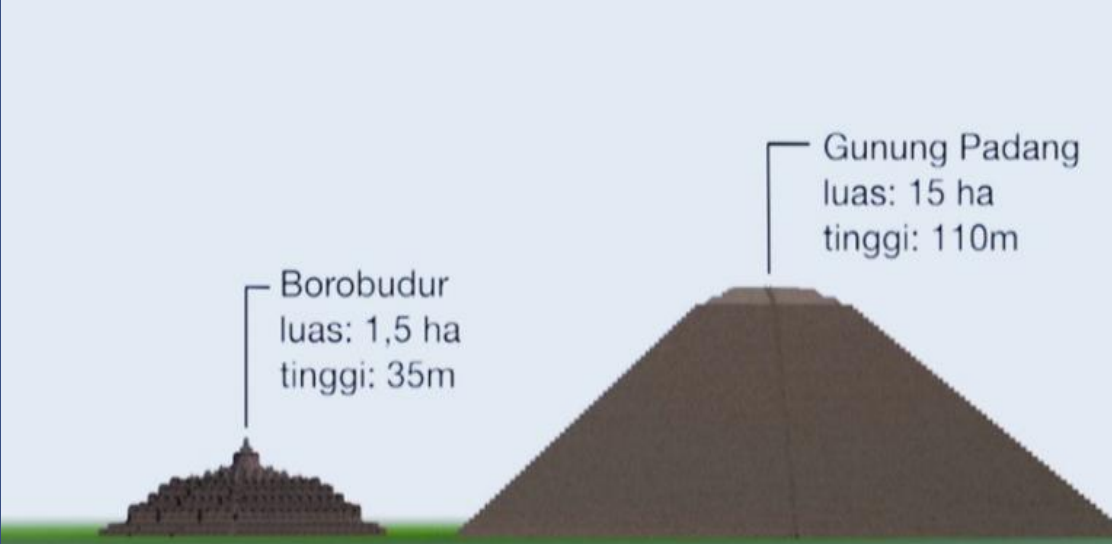 Gunung Padang
luas: 15 ha
tinggi: 110m
Borobudur
luas: 1,5 ha
tinggi: 35m